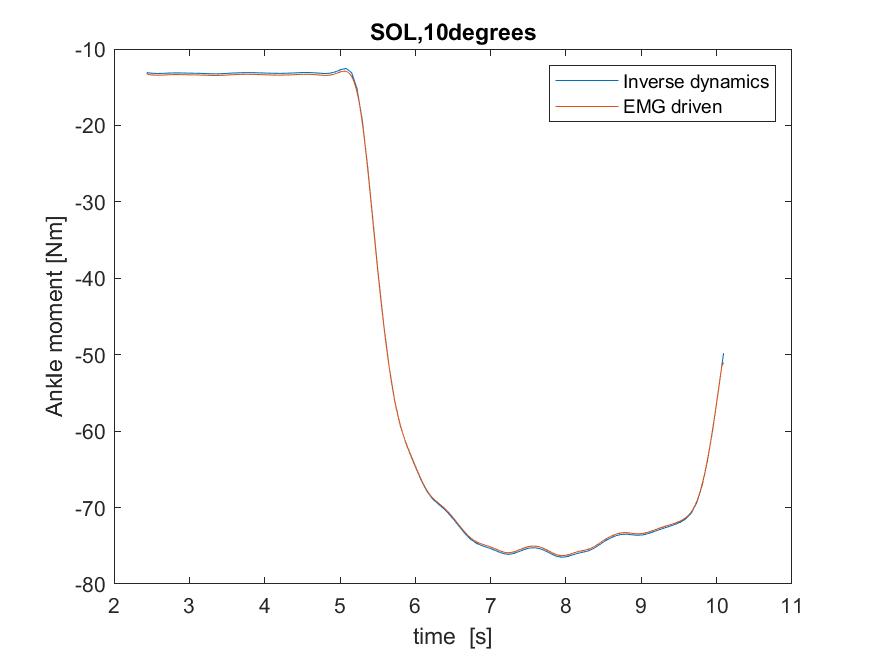 SOL,10degrees
Inverse dynamics
EMG driven
-10
-20
-30
-40
-50
-60
-70
-80
Ankle moment [Nm]
2 3 4 5 6 7 8 9 10 11
time [s]